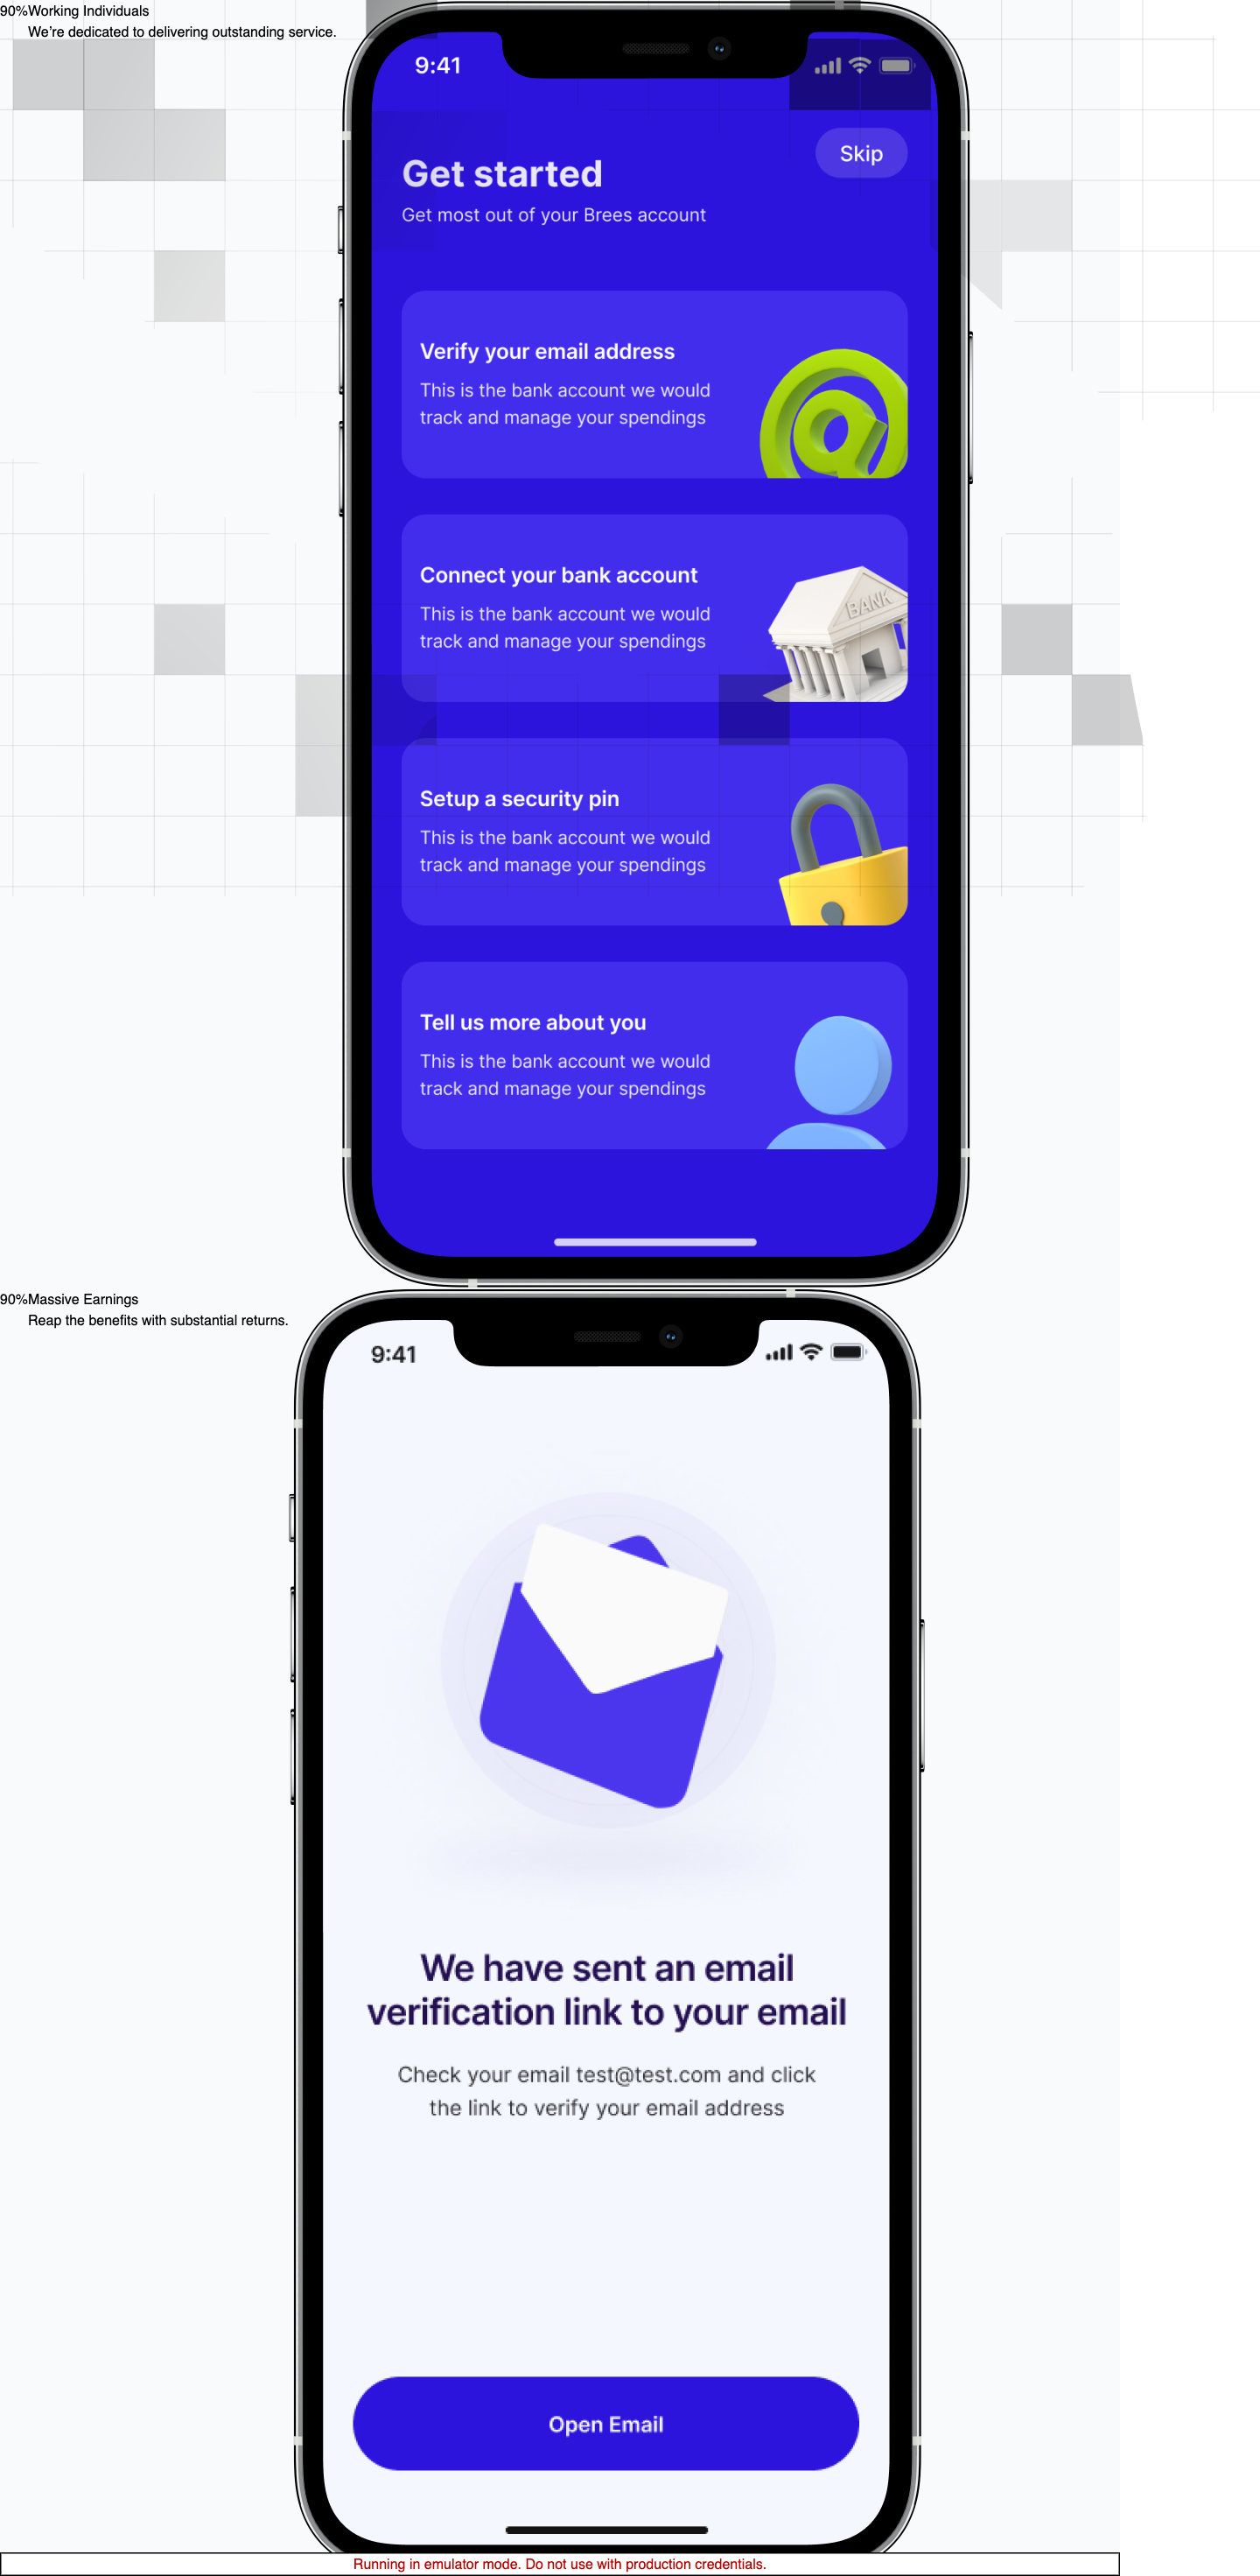 90%Working Individuals
We’re dedicated to delivering outstanding service.
9:41
Skip
Get started
Get most out of your Brees account
Verify your email address
This is the bank account we would
track and manage your spendings
Connect your bank account
This is the bank account we would
track and manage your spendings
BANK
Setup a security pin
This is the bank account we would
track and manage your spendings
Tell us more about you
This is the bank account we would
track and manage your spendings
90%Massive Earnings
Reap the benefits with substantial returns.
9:41
We have sent an email
verification link to your email
Check your email test@test.com and click
the link to verify your email address
Open Email
Running in emulator mode. Do not use with production credentials.